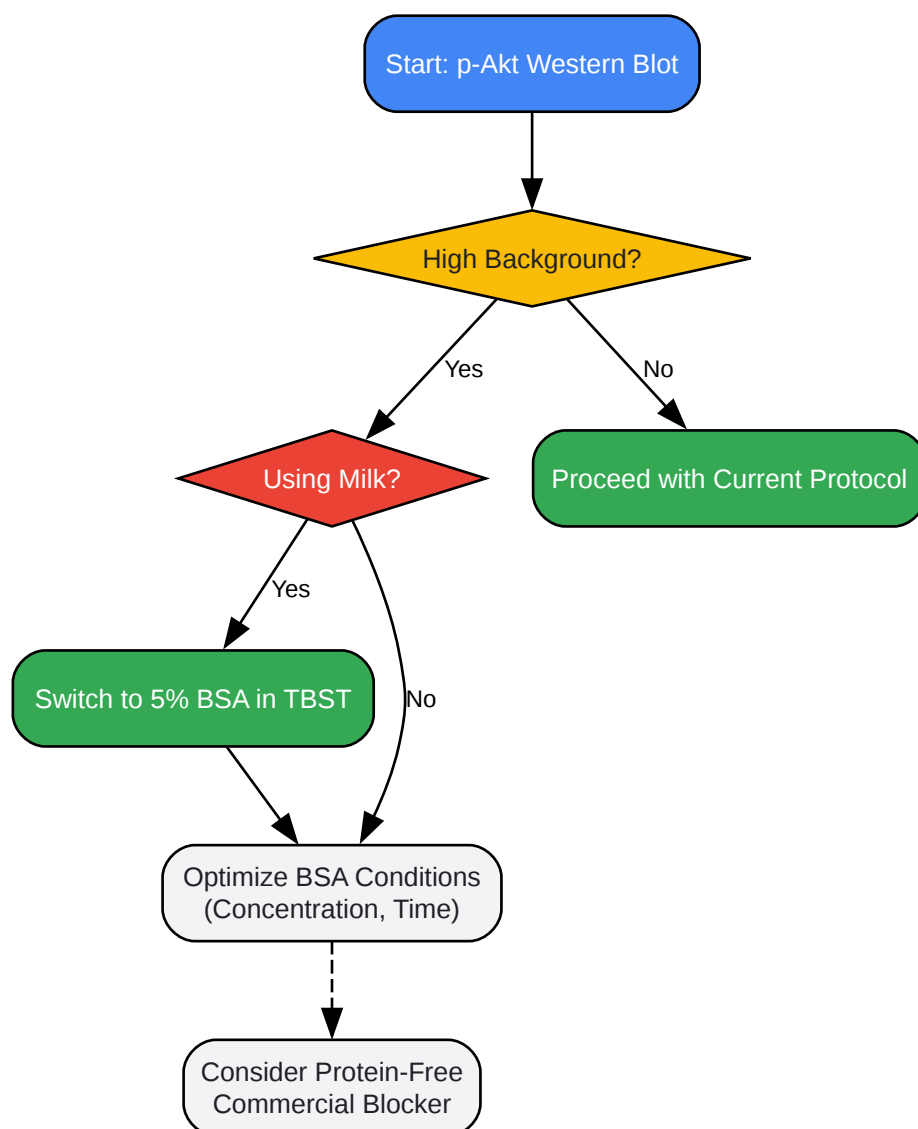 Start: p-Akt Western Blot
High Background?
Yes
No
Using Milk?
Proceed with Current Protocol
Yes
Switch to 5% BSA in TBST
No
Optimize BSA Conditions
(Concentration, Time)
Consider Protein-Free
Commercial Blocker